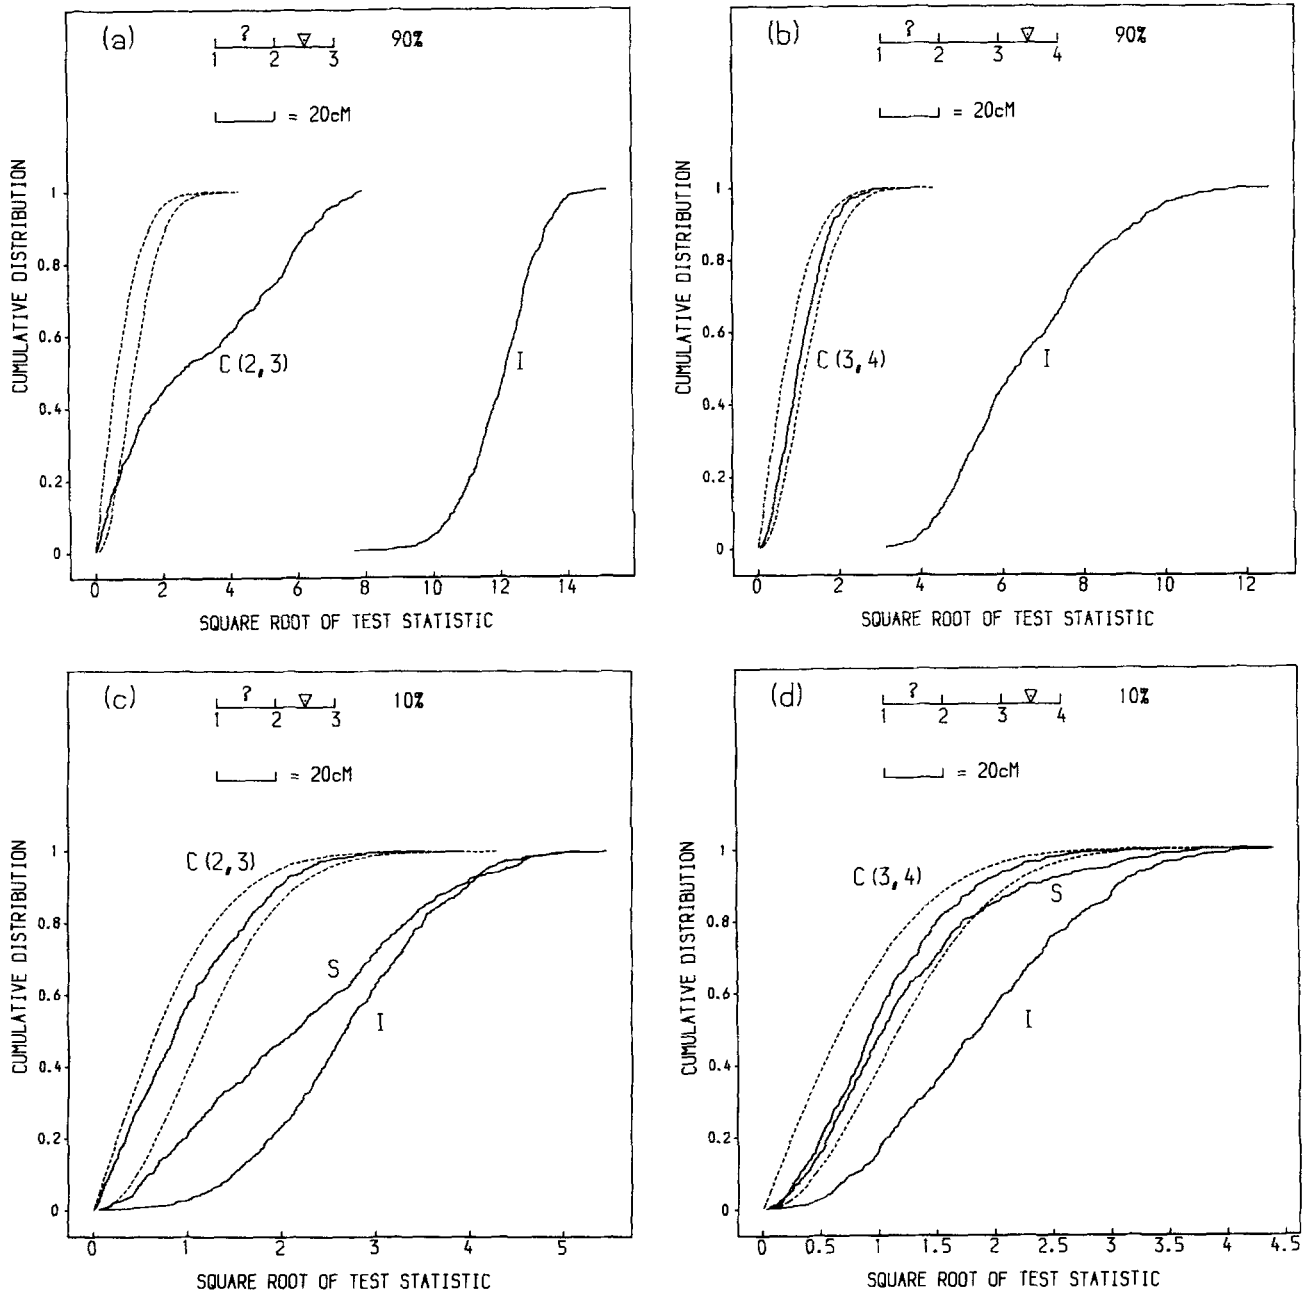 (a) ? 90%
1 2 3
= 20cM
CUMULATIVE DISTRIBUTION
1
0.8
0.6
0.4
0.2
0
C(2,3)
I
0 2 4 6 8 10 12 14
SQUARE ROOT OF TEST STATISTIC
(b) ? 90%
1 2 3 4
= 20cM
CUMULATIVE DISTRIBUTION
1
0.8
0.6
0.4
0.2
0
C(3,4)
I
0 2 4 6 8 10 12
SQUARE ROOT OF TEST STATISTIC
(c) ? 10%
1 2 3
= 20cM
CUMULATIVE DISTRIBUTION
1
0.8
0.6
0.4
0.2
0
C(2,3)
S
I
0 1 2 3 4 5
SQUARE ROOT OF TEST STATISTIC
(d) ? 10%
1 2 3 4
= 20cM
CUMULATIVE DISTRIBUTION
1
0.8
0.6
0.4
0.2
0
C(3,4)
S
I
0 0.5 1 1.5 2 2.5 3 3.5 4 4.5
SQUARE ROOT OF TEST STATISTIC